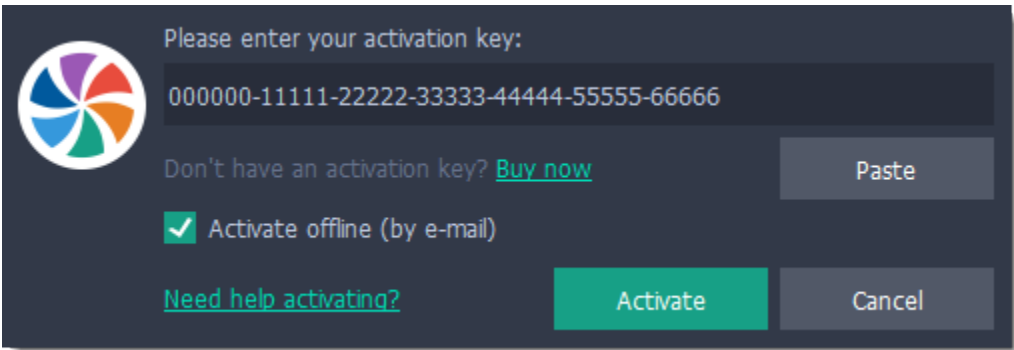 Please enter your activation key:
000000-11111-22222-33333-44444-55555-66666
Don't have an activation key? Buy now
Paste
Activate offline (by e-mail)
Need help activating?
Activate
Cancel